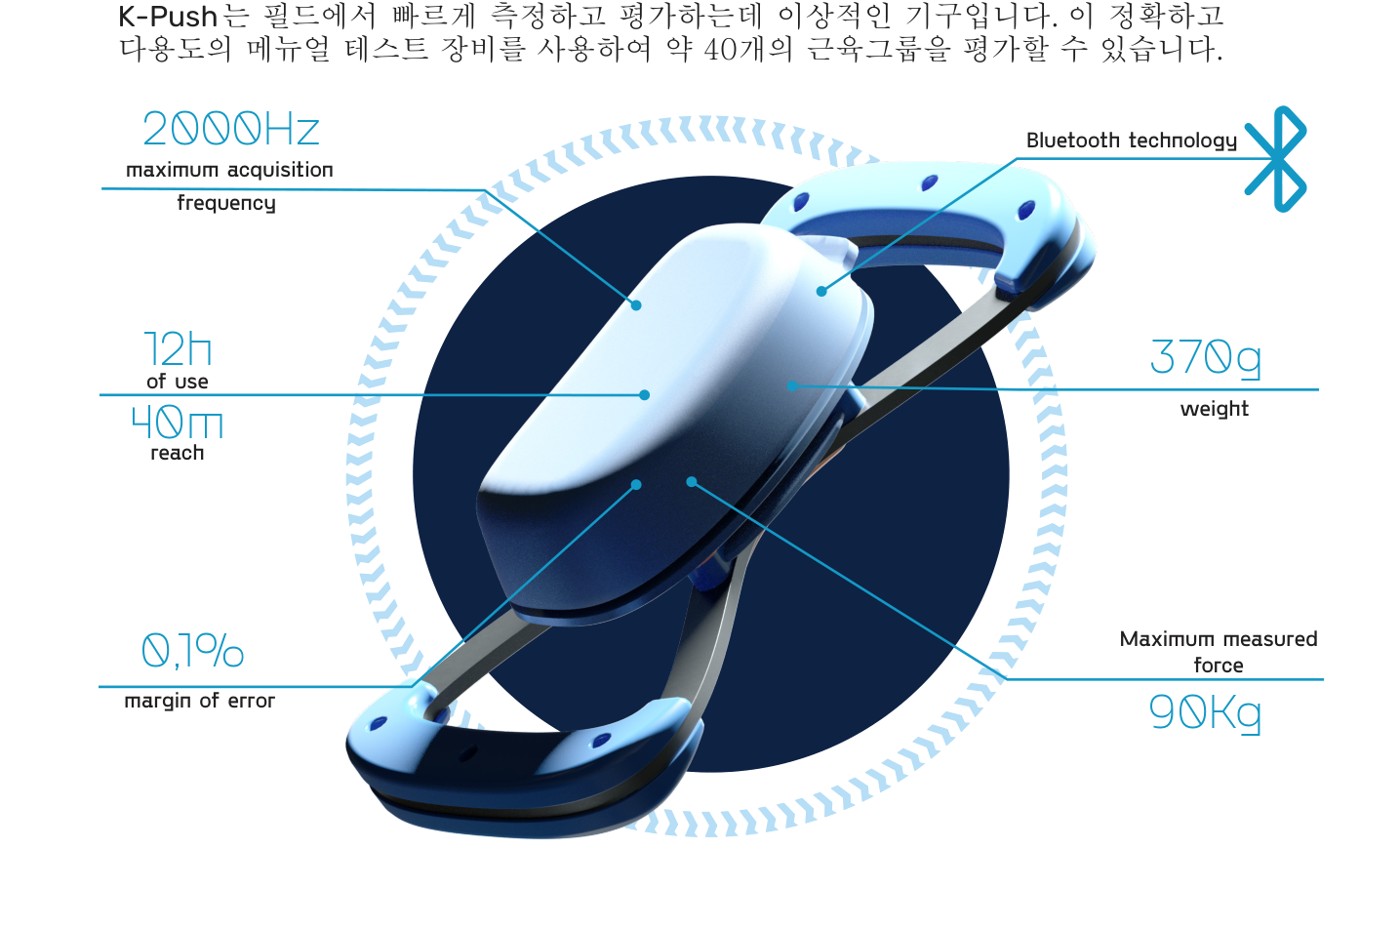 K-Push는 필드에서 빠르게 측정하고 평가하는데 이상적인 기구입니다. 이 정확하고
다용도의 메뉴얼 테스트 장비를 사용하여 약 40개의 근육그룹을 평가할 수 있습니다.
2000Hz
maximum acquisition
frequency
Bluetooth technology
12h
of use
40m
reach
370g
weight
0,1%
margin of error
Maximum measured
force
90Kg